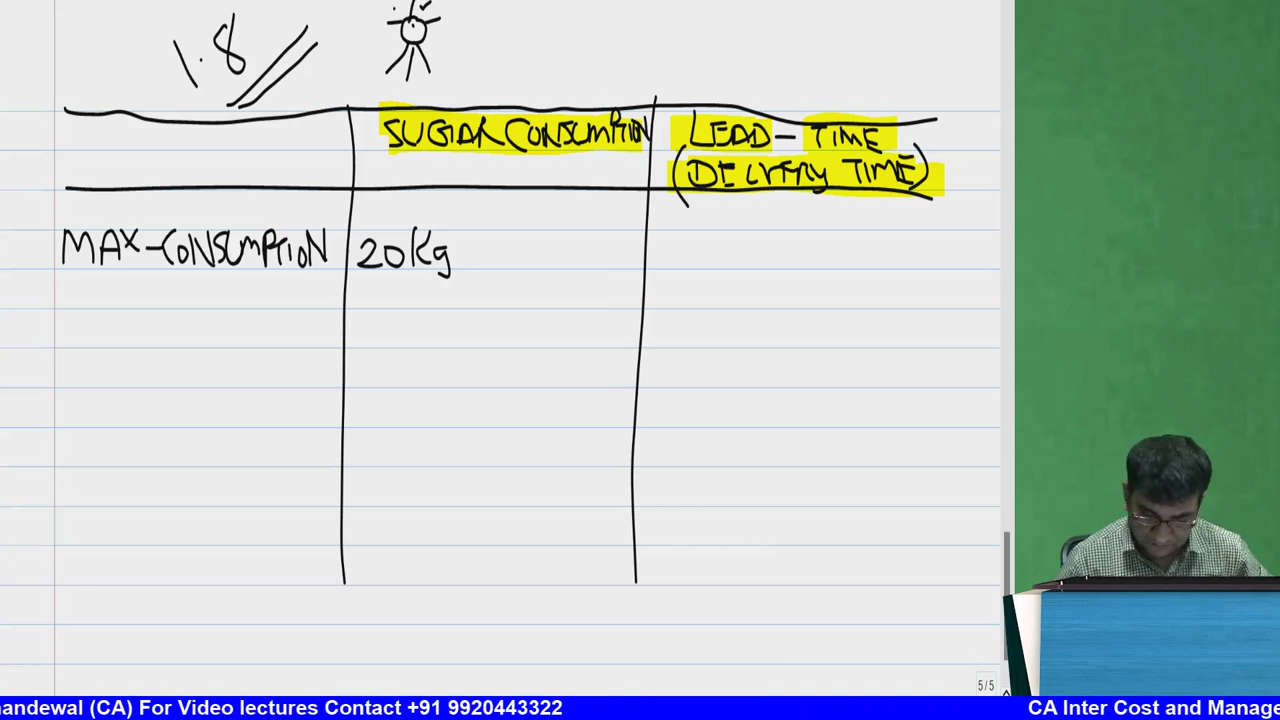 1.8
SUGAR CONSUMPTION
LEAD - TIME
(DELIVERY TIME)
MAX-CONSUMPTION 20Kg
5/5
nandewal (CA) For Video lectures Contact +91 9920443322
CA Inter Cost and Manage